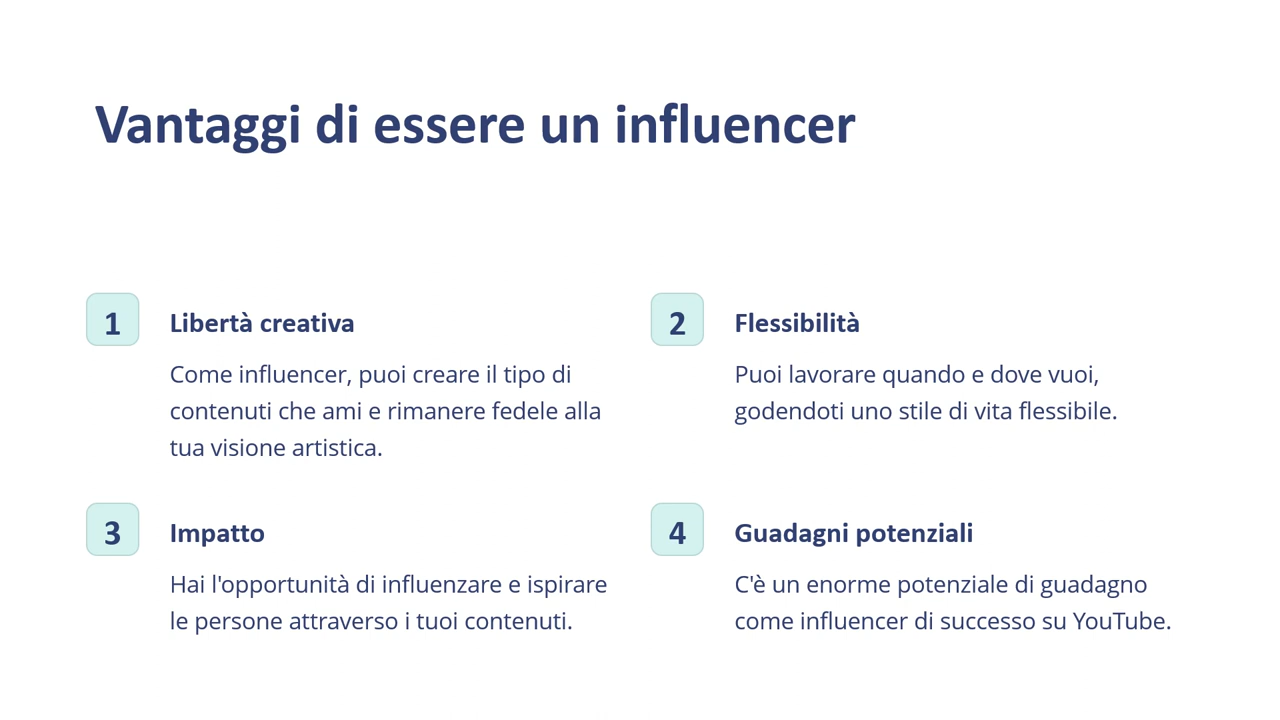 Vantaggi di essere un influencer
1
Libertà creativa
Come influencer, puoi creare il tipo di
contenuti che ami e rimanere fedele alla
tua visione artistica.
2
Flessibilità
Puoi lavorare quando e dove vuoi,
godendoti uno stile di vita flessibile.
3
Impatto
Hai l'opportunità di influenzare e ispirare
le persone attraverso i tuoi contenuti.
4
Guadagni potenziali
C'è un enorme potenziale di guadagno
come influencer di successo su YouTube.